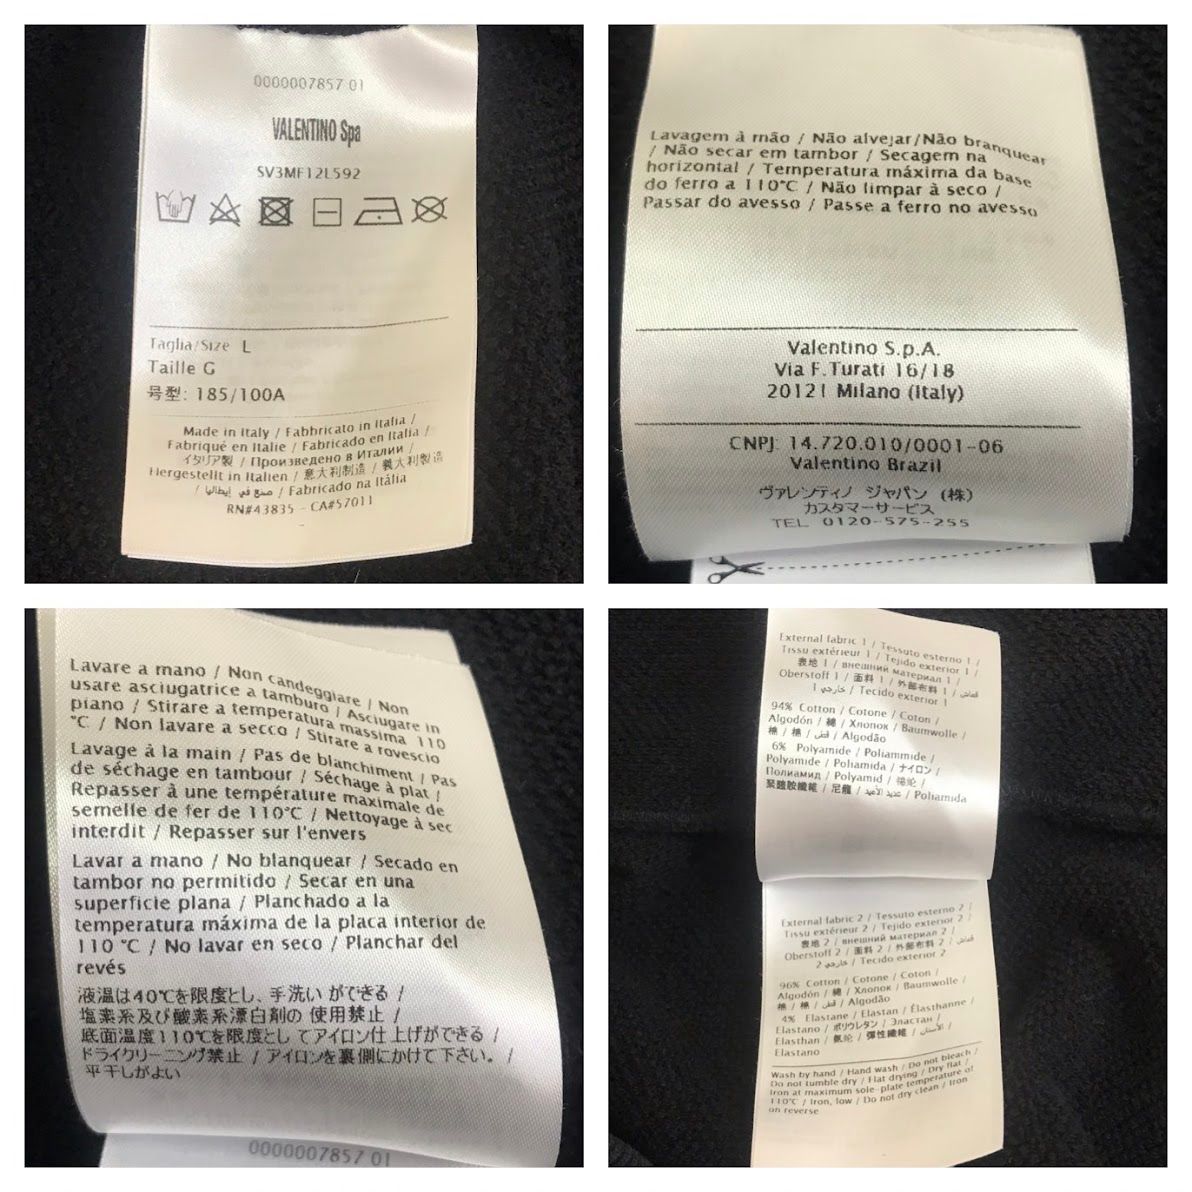 0000007857 01
VALENTINO Spa
SV3MF12L592
Taglia/Size L
Taille G
号型: 185/100A
Made in Italy / Fabbricato in Italia /
Fabriqué en Italie / Fabricado en Italia /
イタリア製 / Произведено в Италии /
Hergestellt in Italien / 意大利制造 / 義大利製造
/ صنع في إيطاليا / Fabricado na Itália
RN#43835 - CA#57011
Lavagem à mão / Não alvejar/Não branquear
/ Não secar em tambor / Secagem na
horizontal / Temperatura máxima da base
do ferro a 110°C / Não limpar à seco /
Passar do avesso / Passe a ferro no avesso
Valentino S.p.A.
Via F.Turati 16/18
20121 Milano (Italy)
CNPJ: 14.720.010/0001-06
Valentino Brazil
ヴァレンティノ ジャパン (株)
カスタマーサービス
TEL 0120-575-255
Lavare a mano / Non candeggiare / Non
usare asciugatrice a tamburo / Asciugare in
piano / Stirare a temperatura massima 110
°C / Non lavare a secco / Stirare a rovescio
Lavage à la main / Pas de blanchiment / Pas
de séchage en tambour / Séchage à plat /
Repasser à une température maximale de
semelle de fer de 110°C / Nettoyage à sec
interdit / Repasser sur l'envers
Lavar a mano / No blanquear / Secado en
tambor no permitido / Secar en una
superficie plana / Planchado a la
temperatura máxima de la placa interior de
110 °C / No lavar en seco / Planchar del
revés
液温は40℃を限度とし、手洗いができる /
塩素系及び酸素系漂白剤の使用禁止 /
底面温度110℃を限度としてアイロン仕上げができる /
ドライクリーニング禁止 / アイロンを裏側にかけて下さい。 /
平干しがよい
0000007857 01
External fabric 1 / Tessuto esterno 1 /
Tissu extérieur 1 / Tejido exterior 1 /
表地 1 / внешний материал 1 /
Oberstoff 1 / 面料 1 / 外部布料 1 / قماش
خارجي 1 / Tecido exterior 1
94% Cotton / Cotone / Coton /
Algodón / 綿 / Хлопок / Baumwolle /
棉 / 棉 / قطن / Algodão
6% Polyamide / Poliammide /
Polyamide / Poliamida / ナイロン /
Полиамид / Polyamid / 锦纶 /
聚醯胺纖維 / 尼龍 / عديد الأميد / Poliamida
External fabric 2 / Tessuto esterno 2 /
Tissu extérieur 2 / Tejido exterior 2 /
表地 2 / внешний материал 2 /
Oberstoff 2 / 面料 2 / 外部布料 2 / قماش
خارجي 2 / Tecido exterior 2
96% Cotton / Cotone / Coton /
Algodón / 綿 / Хлопок / Baumwolle /
棉 / 棉 / قطن / Algodão
4% Elastane / Elastan / Élasthanne /
Elastano / ポリウレタン / Эластан /
Elasthan / 氨纶 / 彈性纖維 / الأستان /
Elastano
Wash by hand / Hand wash / Do not bleach /
Do not tumble dry / Flat drying / Dry flat /
Iron at maximum sole-plate temperature of
110°C / Iron, low / Do not dry clean / Iron
on reverse